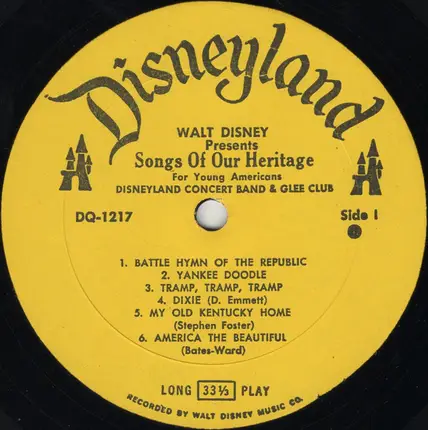 Disneyland
WALT DISNEY
Presents
Songs Of Our Heritage
For Young Americans
DISNEYLAND CONCERT BAND & GLEE CLUB
DQ-1217
Side 1
1. BATTLE HYMN OF THE REPUBLIC
2. YANKEE DOODLE
3. TRAMP, TRAMP, TRAMP
4. DIXIE (D. Emmett)
5. MY OLD KENTUCKY HOME
(Stephen Foster)
6. AMERICA THE BEAUTIFUL
(Bates-Ward)
LONG 33⅓ PLAY
RECORDED BY WALT DISNEY MUSIC CO.